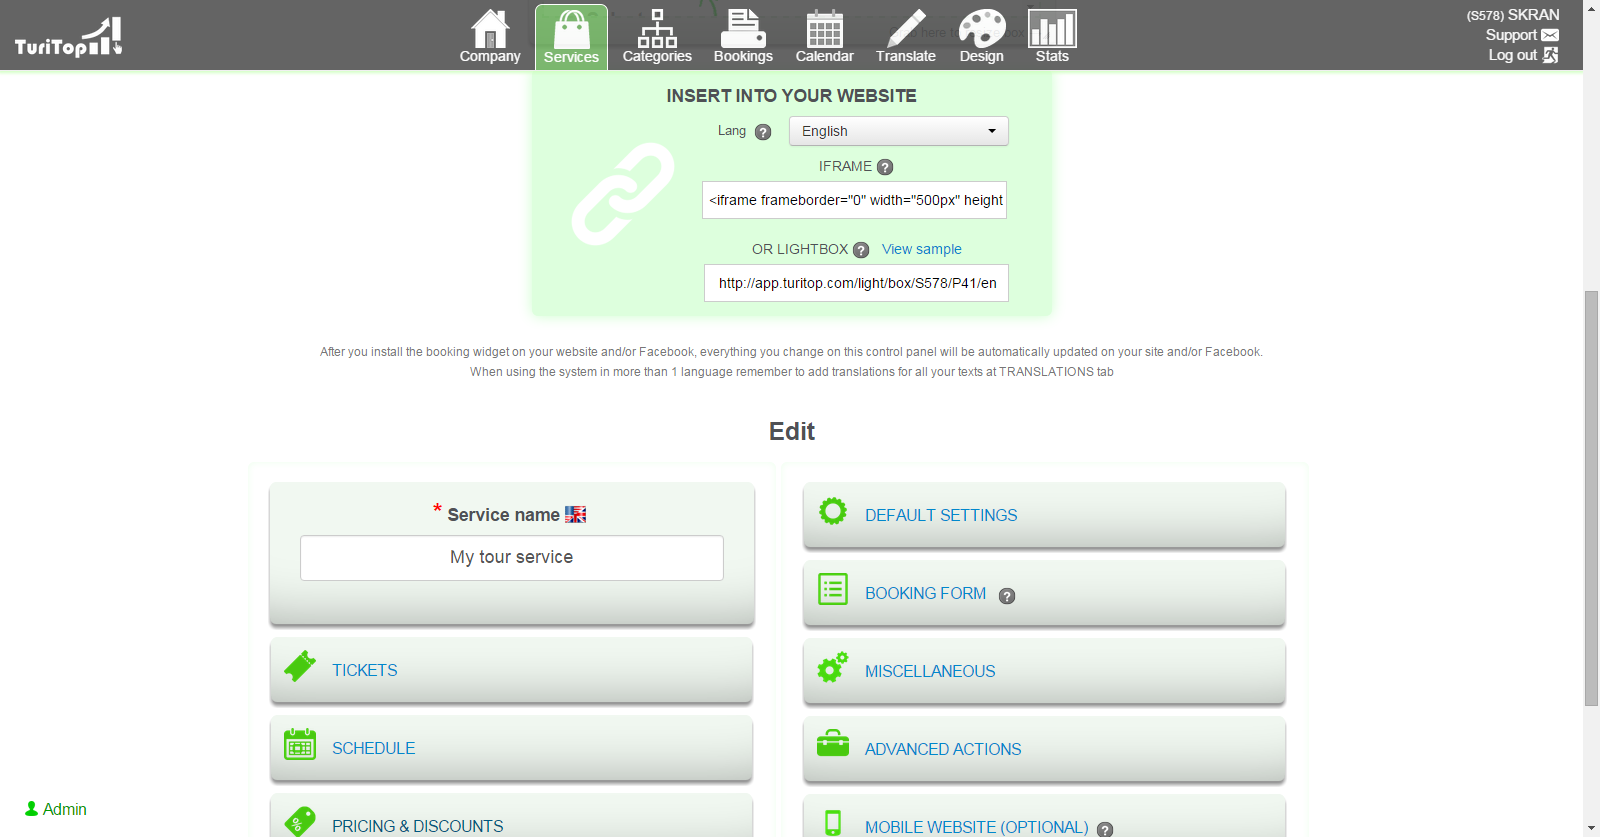 TuriTop
Company
Services
Categories
Bookings
Calendar
Translate
Design
Stats
(S578) SKRAN
Support
Log out
INSERT INTO YOUR WEBSITE
Lang ? English
IFRAME ?
<iframe frameborder="0" width="500px" height
OR LIGHTBOX ? View sample
http://app.turitop.com/light/box/S578/P41/en
After you install the booking widget on your website and/or Facebook, everything you change on this control panel will be automatically updated on your site and/or Facebook.
When using the system in more than 1 language remember to add translations for all your texts at TRANSLATIONS tab
Edit
* Service name
My tour service
TICKETS
SCHEDULE
PRICING & DISCOUNTS
DEFAULT SETTINGS
BOOKING FORM ?
MISCELLANEOUS
ADVANCED ACTIONS
MOBILE WEBSITE (OPTIONAL) ?
Admin